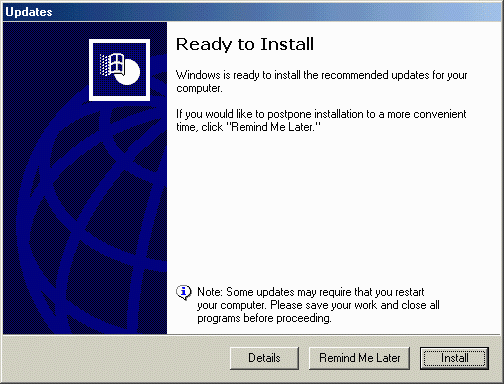 Updates
Ready to Install
Windows is ready to install the recommended updates for your
computer.
If you would like to postpone installation to a more convenient
time, click "Remind Me Later."
Note: Some updates may require that you restart
your computer. Please save your work and close all
programs before proceeding.
Details
Remind Me Later
Install